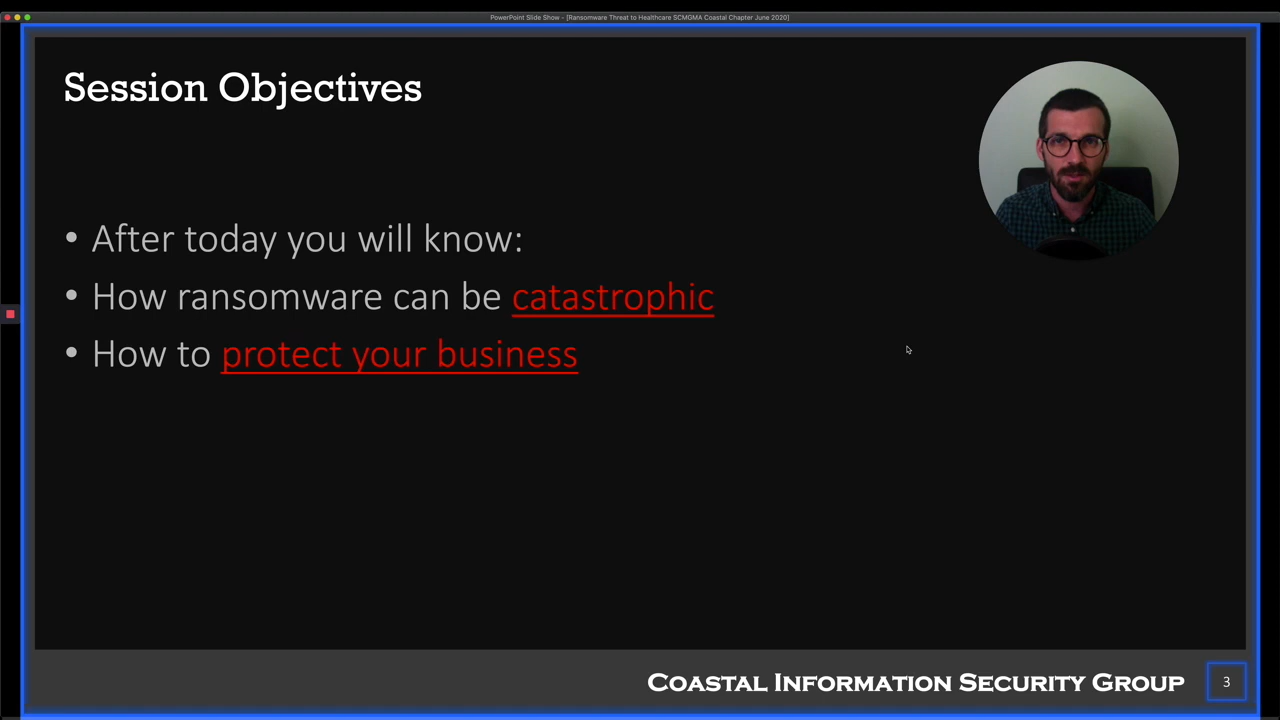 PowerPoint Slide Show - [Ransomware Threat to Healthcare SCMGMA Coastal Chapter June 2020]
Session Objectives
• After today you will know:
• How ransomware can be catastrophic
• How to protect your business
COASTAL INFORMATION SECURITY GROUP
3